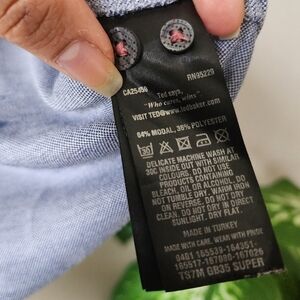 CA25456 RN95229
Ted says,
"Who cares, wins"
VISIT TED@www.tedbaker.com
64% MODAL, 36% POLYESTER
DELICATE MACHINE WASH AT
30C INSIDE OUT WITH SIMILAR
COLOURS. DO NOT USE
PRODUCTS CONTAINING
BLEACH, OIL OR ALCOHOL. DO
NOT TUMBLE DRY. WARM IRON
ON REVERSE. DO NOT DRY
CLEAN. DO NOT DRY IN DIRECT
SUNLIGHT. DRY FLAT.
MADE IN TURKEY
MADE WITH CARE. WEAR WITH PRIDE
165517-167080-167026
TS7M GB35 SUPER